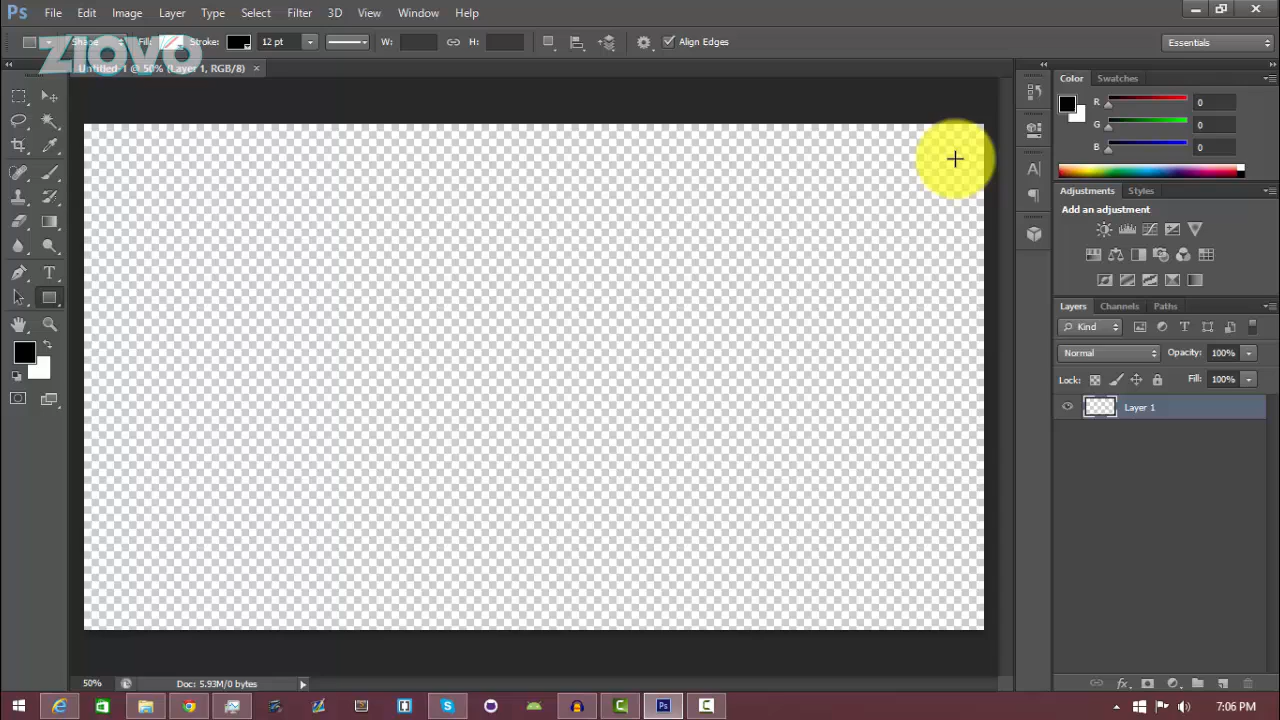 Ps File Edit Image Layer Type Select Filter 3D View Window Help
Shape Fill: Stroke: 12 pt W: H: Align Edges Essentials
ZIOVO
Untitled-1 @ 50% (Layer 1, RGB/8) ×
Color Swatches
R 0
G 0
B 0
Adjustments Styles
Add an adjustment
Layers Channels Paths
Kind
Normal Opacity: 100%
Lock: Fill: 100%
Layer 1
50% Doc: 5.93M/0 bytes
7:06 PM